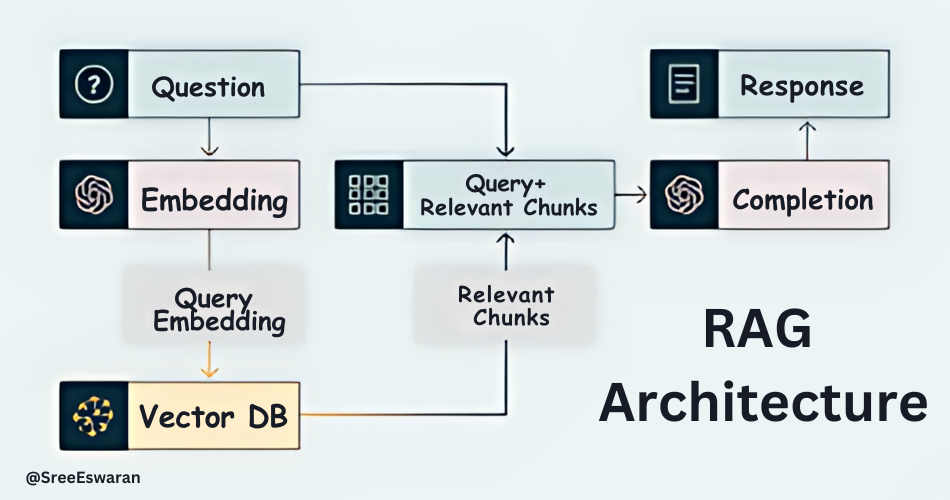 ?
Question
Response
Embedding
Query+
Relevant Chunks
Completion
Query
Embedding
Relevant
Chunks
RAG
Architecture
Vector DB
@SreeEswaran